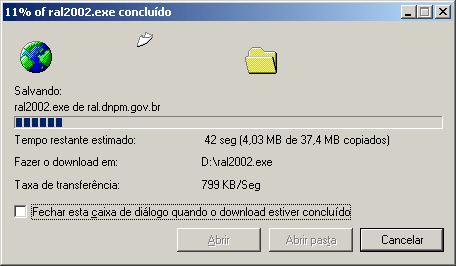 11% of ral2002.exe concluído
Salvando:
ral2002.exe de ral.dnpm.gov.br
Tempo restante estimado: 42 seg (4,03 MB de 37,4 MB copiados)
Fazer o download em: D:\ral2002.exe
Taxa de transferência: 799 KB/Seg
Fechar esta caixa de diálogo quando o download estiver concluído
Abrir Abrir pasta Cancelar